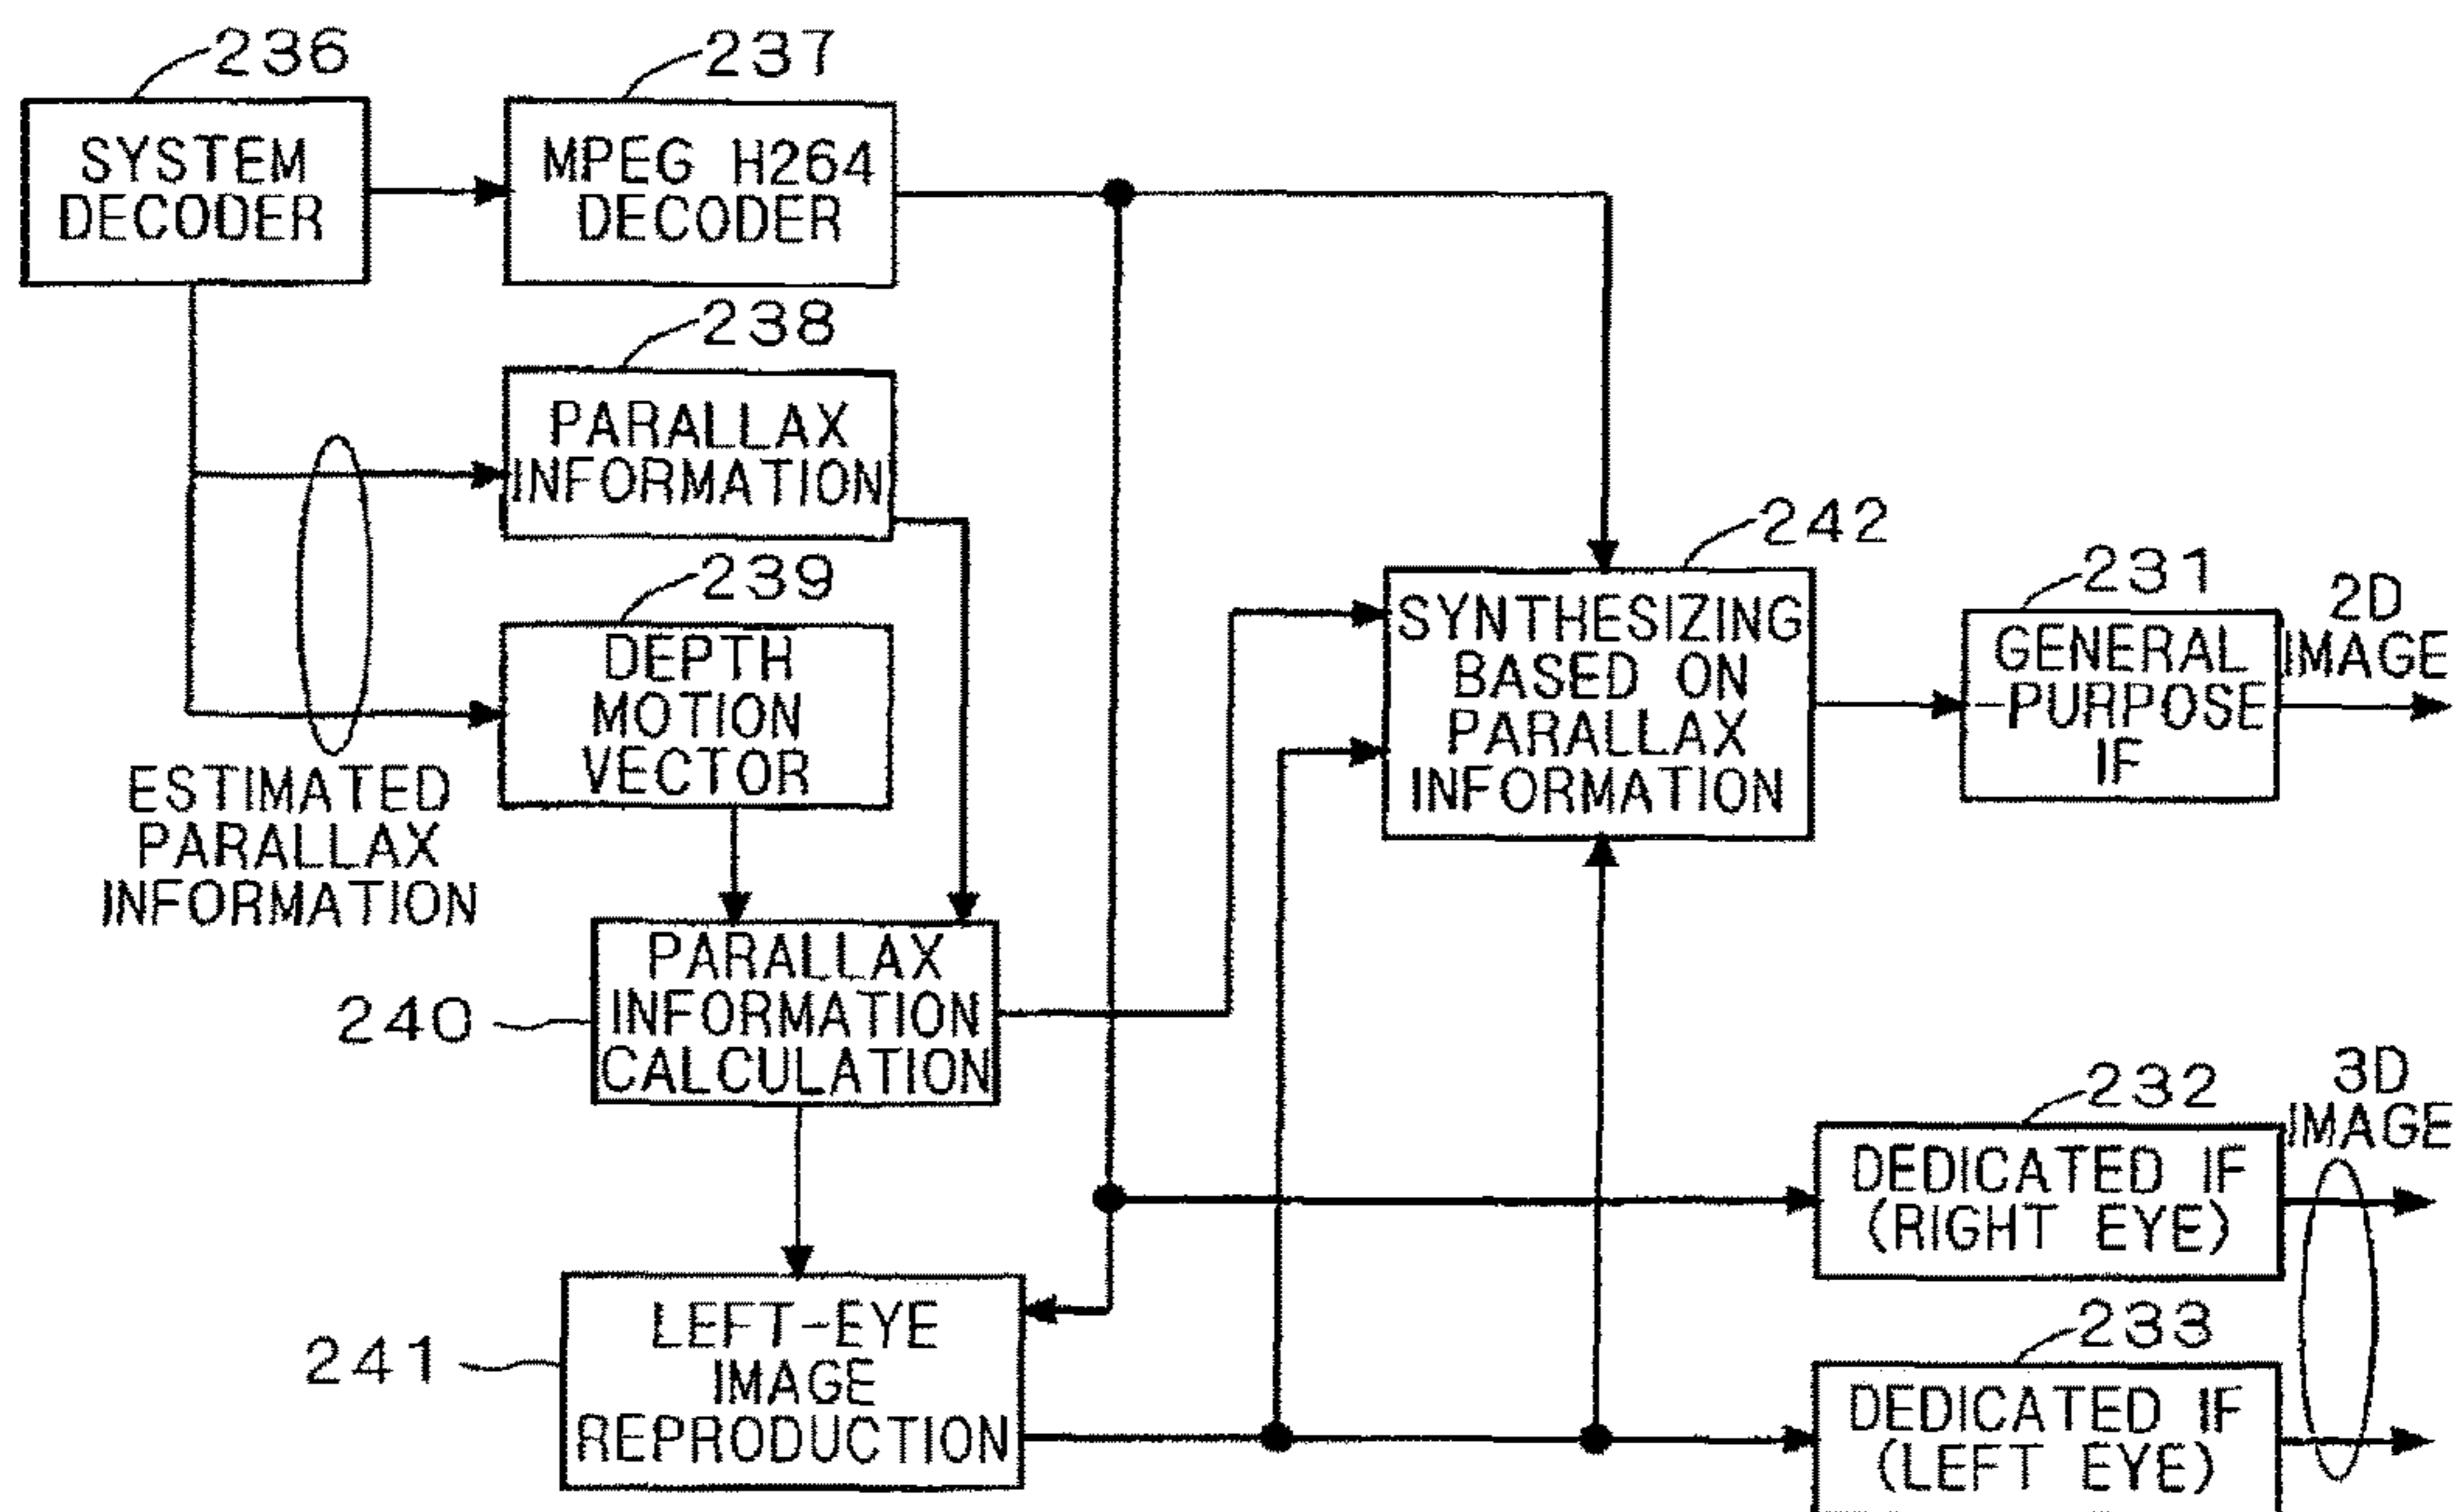 236
SYSTEM
DECODER
237
MPEG H264
DECODER
238
PARALLAX
INFORMATION
239
DEPTH
MOTION
VECTOR
ESTIMATED
PARALLAX
INFORMATION
240
PARALLAX
INFORMATION
CALCULATION
241
LEFT-EYE
IMAGE
REPRODUCTION
242
SYNTHESIZING
BASED ON
PARALLAX
INFORMATION
231
GENERAL
-PURPOSE
IF
2D
IMAGE
232
DEDICATED IF
(RIGHT EYE)
3D
IMAGE
233
DEDICATED IF
(LEFT EYE)